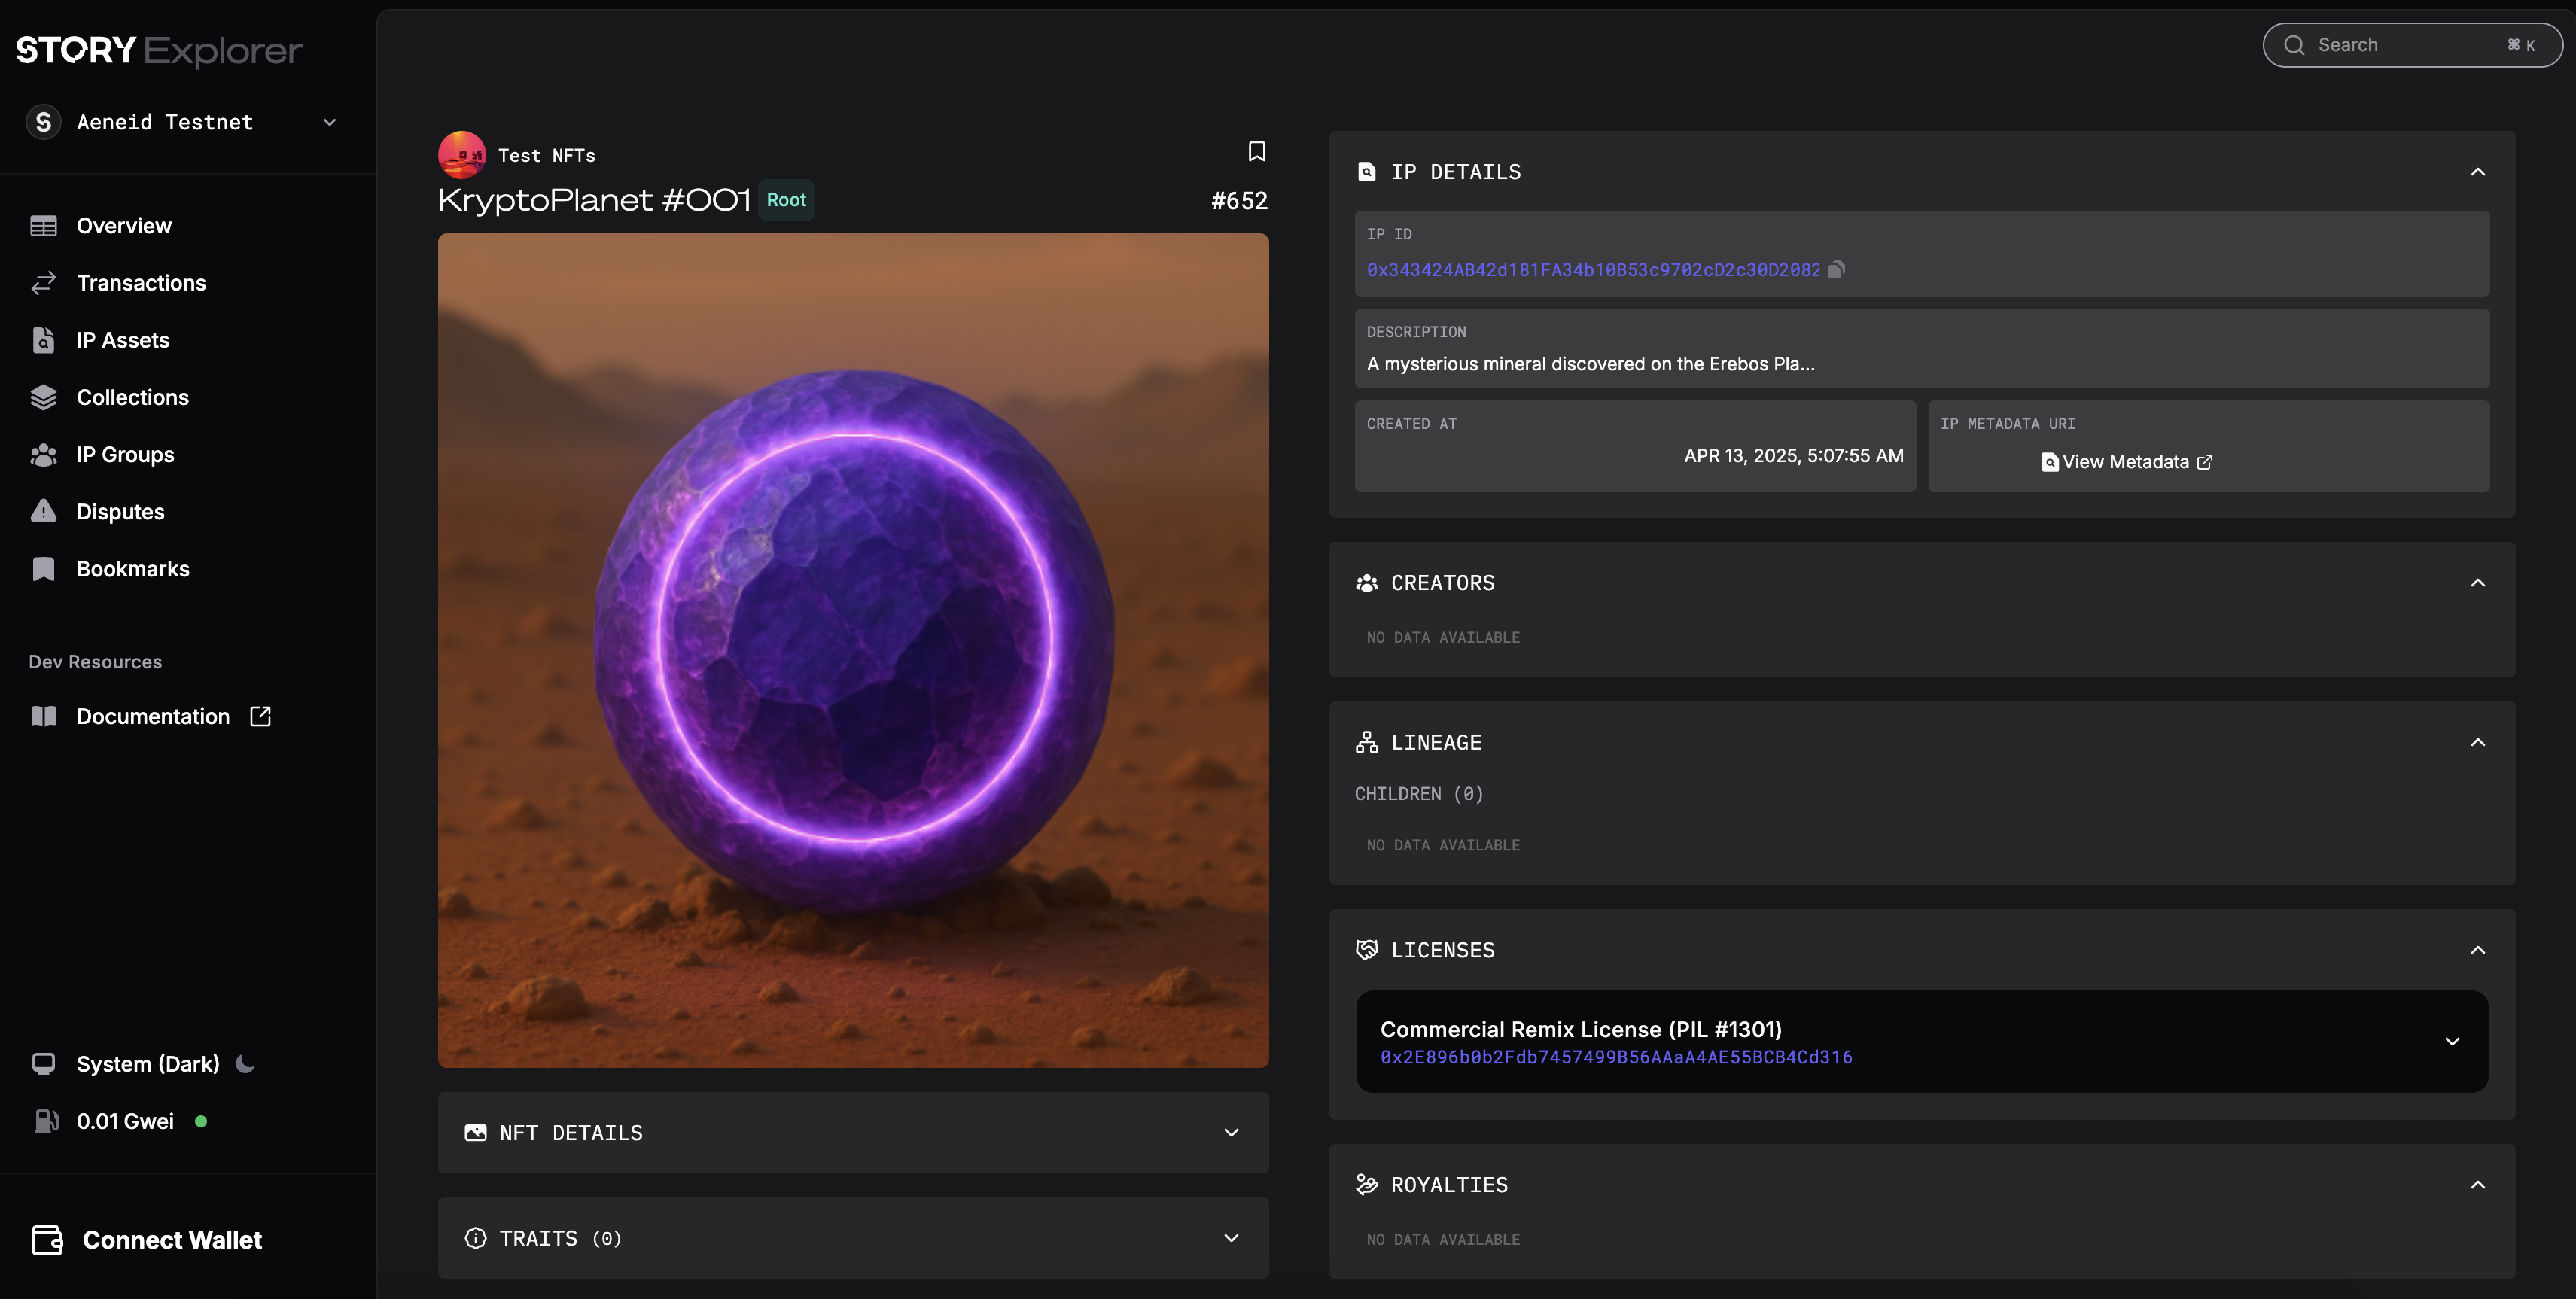 STORY Explorer
Aeneid Testnet
Overview
Transactions
IP Assets
Collections
IP Groups
Disputes
Bookmarks
Dev Resources
Documentation
System (Dark)
0.01 Gwei
Connect Wallet
Search ⌘ K
Test NFTs
KryptoPlanet #001 Root #652
NFT DETAILS
TRAITS (0)
IP DETAILS
IP ID
0x343424AB42d181FA34b10B53c9702cD2c30D2082
DESCRIPTION
A mysterious mineral discovered on the Erebos Pla...
CREATED AT
APR 13, 2025, 5:07:55 AM
IP METADATA URI
View Metadata
CREATORS
NO DATA AVAILABLE
LINEAGE
CHILDREN (0)
NO DATA AVAILABLE
LICENSES
Commercial Remix License (PIL #1301)
0x2E896b0b2Fdb7457499B56AAaA4AE55BCB4Cd316
ROYALTIES
NO DATA AVAILABLE